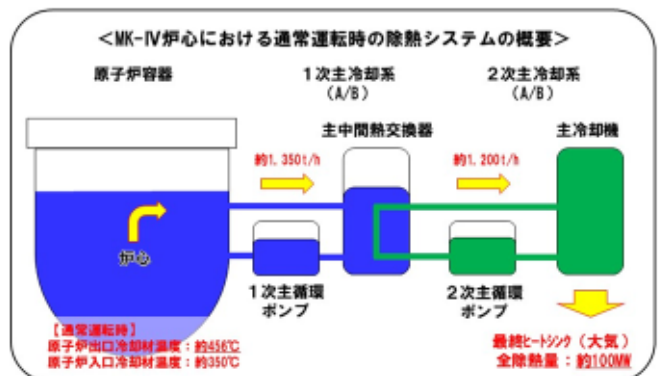 ＜MK-Ⅳ炉心における通常運転時の除熱システムの概要＞
原子炉容器
１次主冷却系
(A/B)
２次主冷却系
(A/B)
主中間熱交換器
主冷却機
約1,350t/h
約1,200t/h
炉心
１次主循環
ポンプ
２次主循環
ポンプ
【通常運転時】
原子炉出口冷却材温度：約456℃
原子炉入口冷却材温度：約350℃
最終ヒートシンク（大気）
全除熱量：約100MW